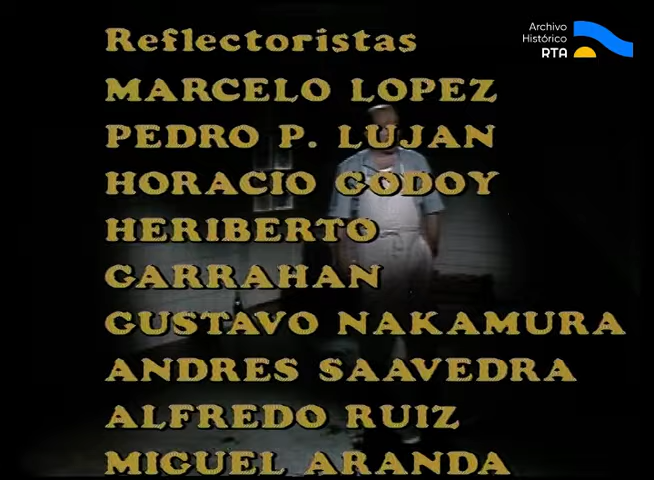 Reflectoristas
MARCELO LOPEZ
PEDRO P. LUJAN
HORACIO GODOY
HERIBERTO
GARRAHAN
GUSTAVO NAKAMURA
ANDRES SAAVEDRA
ALFREDO RUIZ
MIGUEL ARANDA
Archivo
Histórico
RTA